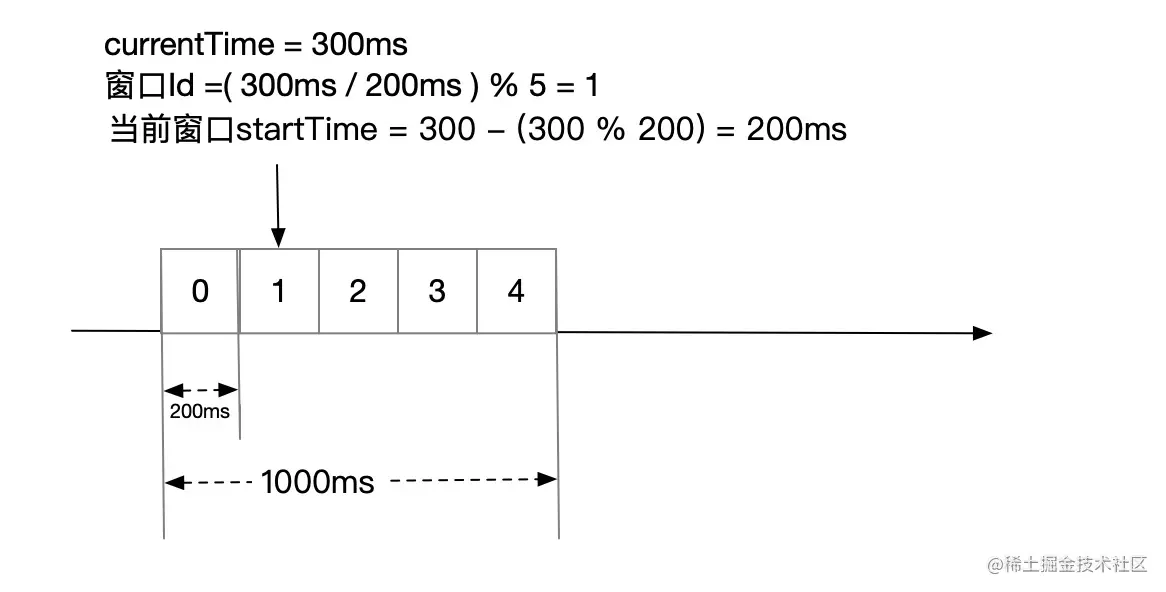 currentTime = 300ms
窗口Id =( 300ms / 200ms ) % 5 = 1
当前窗口startTime = 300 – (300 % 200) = 200ms
0 1 2 3 4
200ms
1000ms
@稀土掘金技术社区